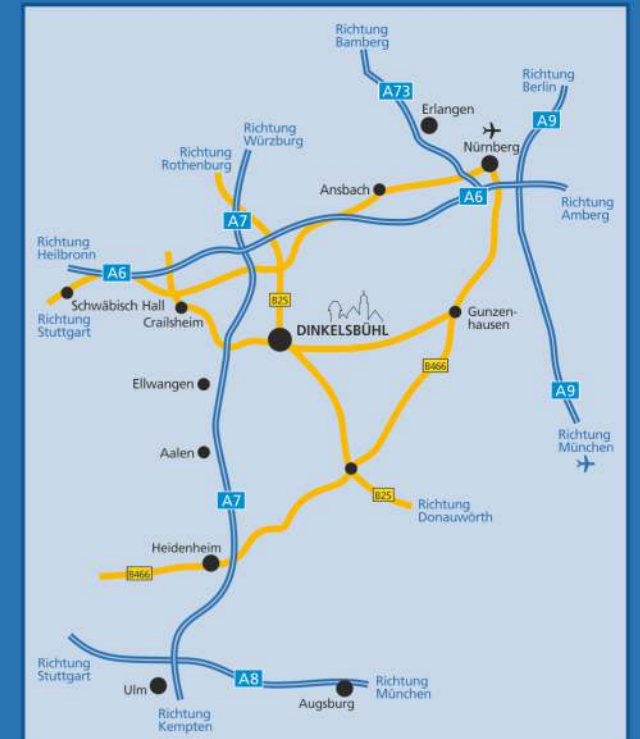 Richtung
Bamberg
A73
Richtung
Berlin
A9
Erlangen
Nürnberg
Richtung
Würzburg
Richtung
Rothenburg
Ansbach
A6
Richtung
Amberg
A7
Richtung
Heilbronn
A6
Schwäbisch Hall
Richtung
Stuttgart
Crailsheim
B25
DINKELSBÜHL
Gunzen-
hausen
B466
Ellwangen
A9
Richtung
München
Aalen
A7
B25
Richtung
Donauwörth
Heidenheim
B466
Richtung
Stuttgart
A8
Richtung
München
Ulm
Augsburg
Richtung
Kempten